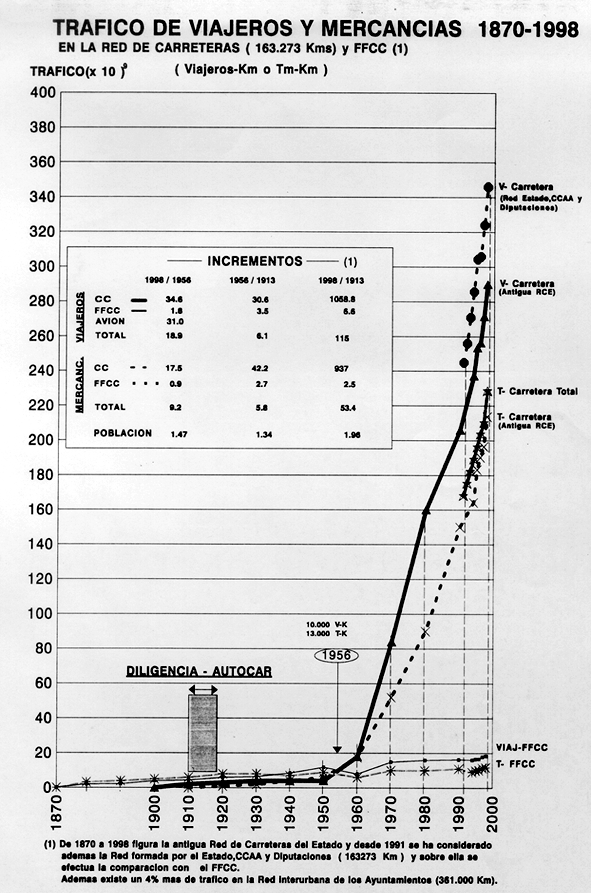 TRAFICO DE VIAJEROS Y MERCANCIAS 1870-1998
EN LA RED DE CARRETERAS ( 163.273 Kms) y FFCC (1)
TRAFICO(x 10 )9 ( Viajeros-Km o Tm-Km )
400
380
360
340
320
300
280
260
240
220
200
180
160
140
120
100
80
60
40
20
0
V- Carretera
(Red Estado,CCAA y
Diputaciones)
V- Carretera
(Antigua RCE)
T- Carretera Total
T- Carretera
(Antigua RCE)
VIAJ-FFCC
T- FFCC
INCREMENTOS (1)
1998 / 1956 1956 / 1913 1998 / 1913
VIAJEROS
CC 34.6 30.6 1058.8
FFCC 1.8 3.5 6.6
AVION 31.0
TOTAL 18.9 6.1 115
MERCANC.
CC 17.5 42.2 937
FFCC 0.9 2.7 2.5
TOTAL 9.2 5.8 53.4
POBLACION 1.47 1.34 1.96
10.000 V-K
13.000 T-K
1956
DILIGENCIA - AUTOCAR
1870 1900 1910 1920 1930 1940 1950 1960 1970 1980 1990 2000
(1) De 1870 a 1998 figura la antigua Red de Carreteras del Estado y desde 1991 se ha considerado
ademas la Red formada por el Estado,CCAA y Diputaciones ( 163273 Km ) y sobre ella se
efectua la comparacion con el FFCC.
Ademas existe un 4% mas de trafico en la Red Interurbana de los Ayuntamientos (361.000 Km).